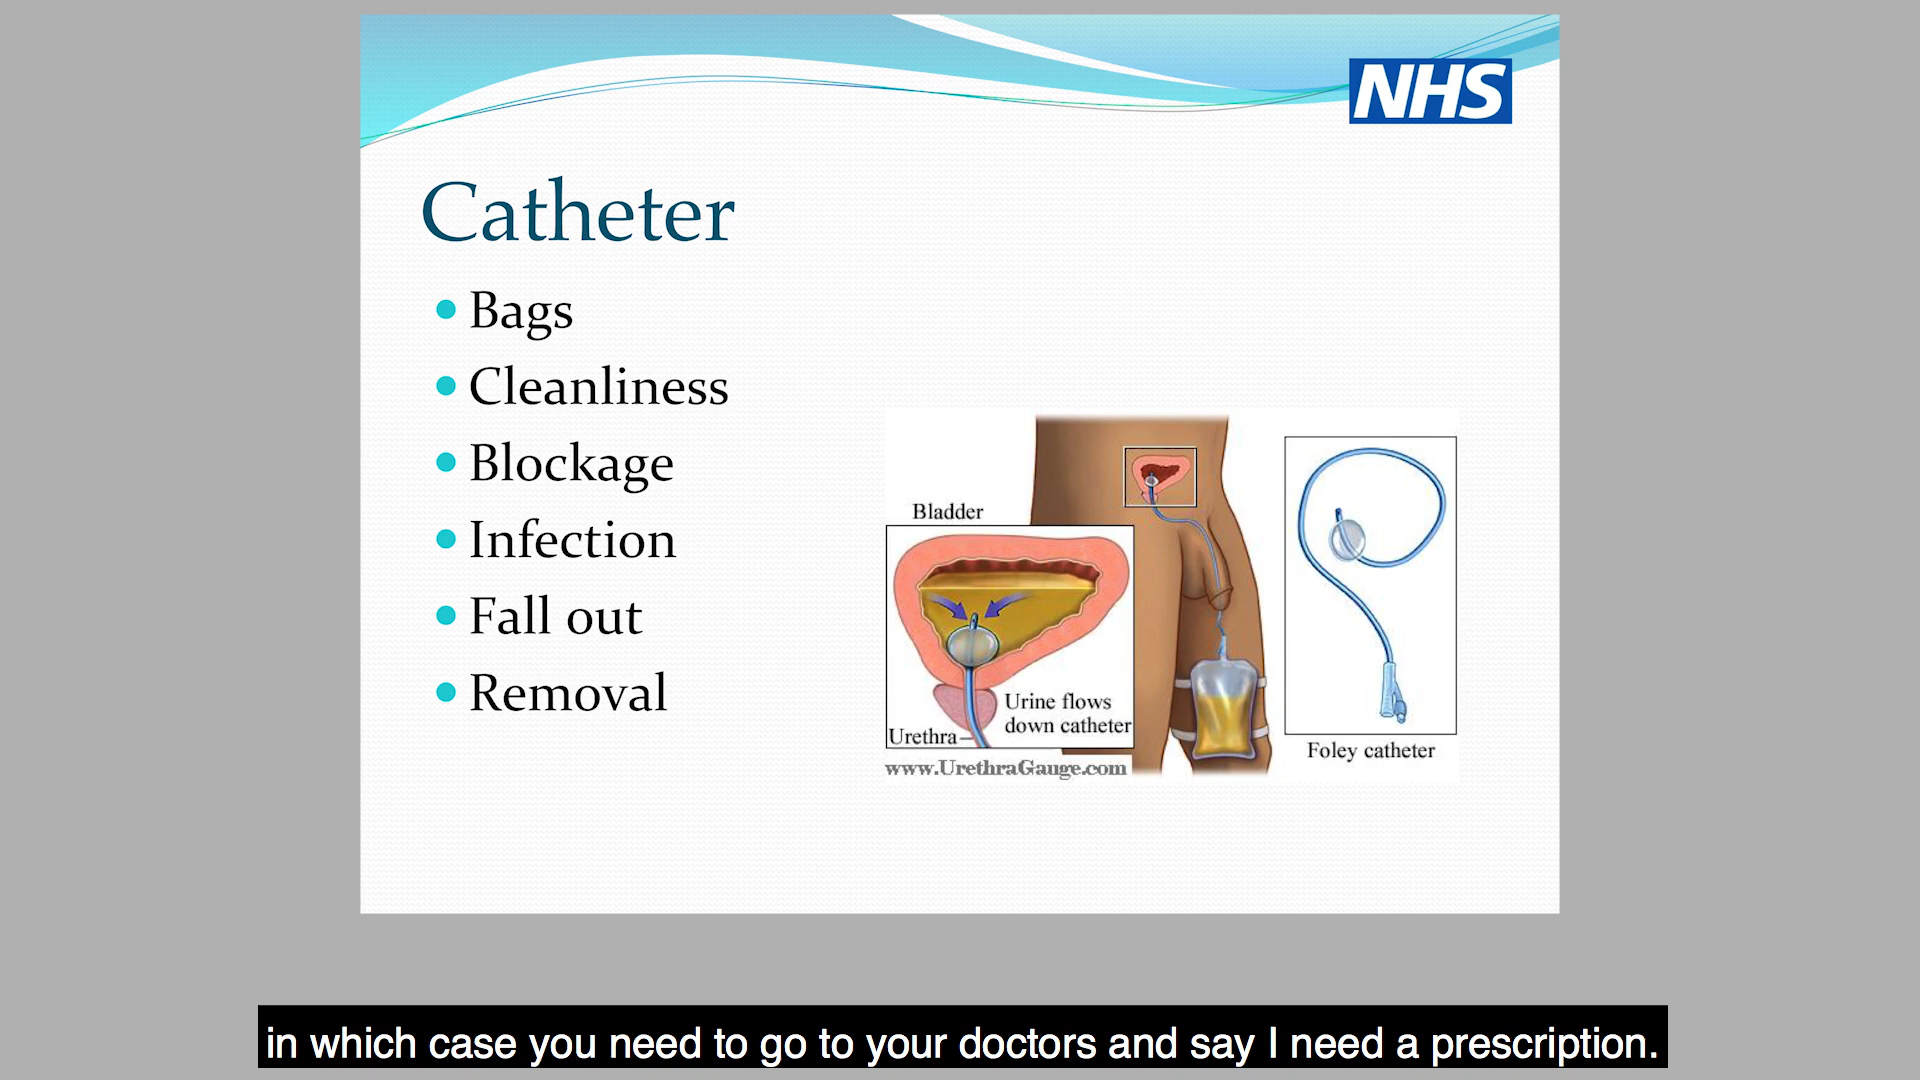 NHS
Catheter
Bags
Cleanliness
Blockage
Infection
Fall out
Removal
Bladder
Urine flows
down catheter
Urethra
www.UrethraGauge.com
Foley catheter
in which case you need to go to your doctors and say I need a prescription.